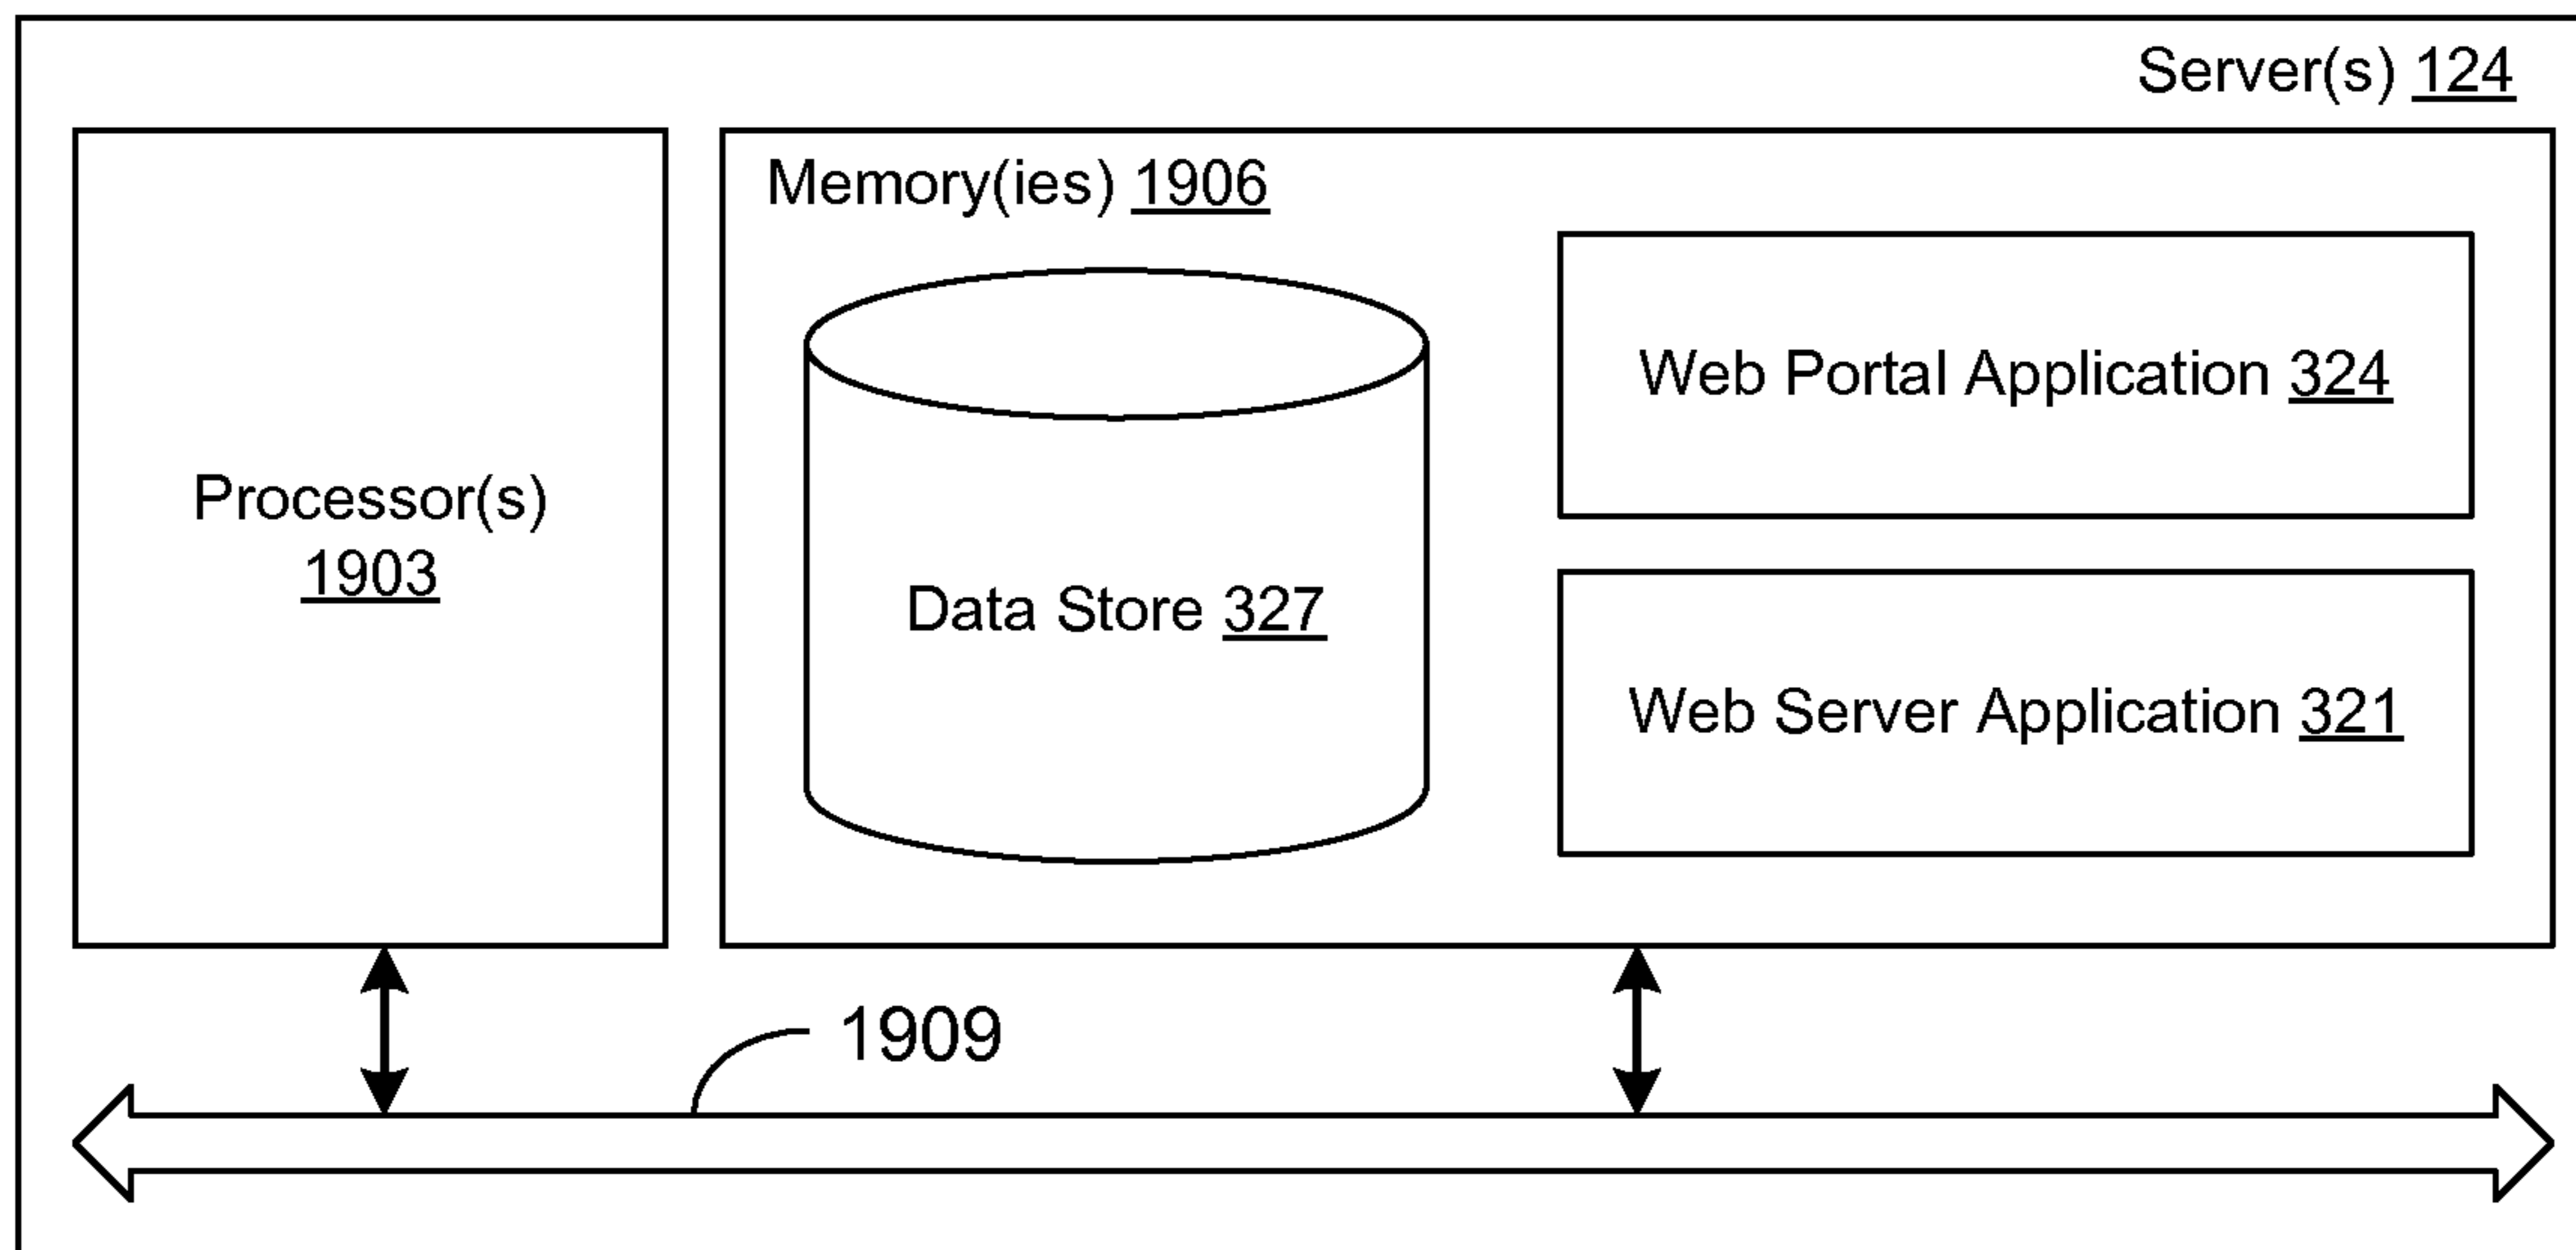 Server(s) 124
Memory(ies) 1906
Processor(s)
1903
Data Store 327
Web Portal Application 324
Web Server Application 321
1909